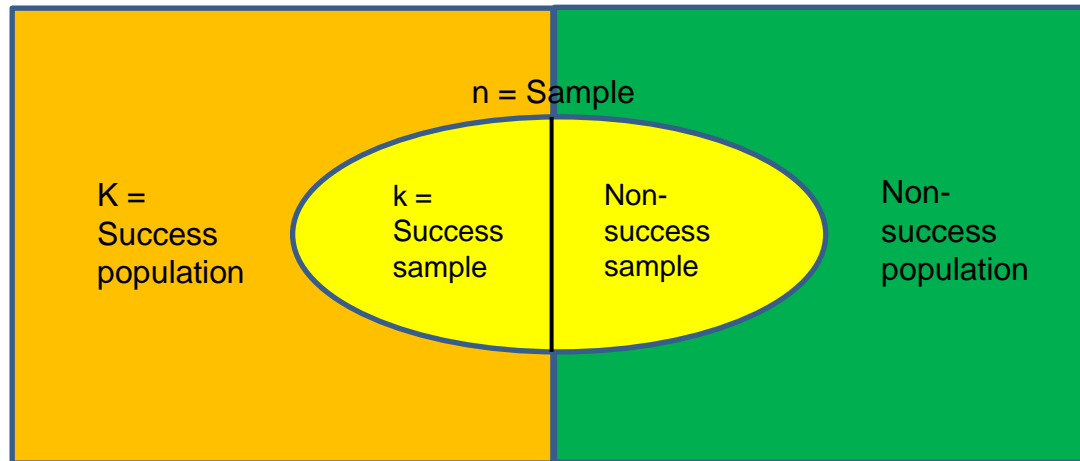 n = Sample
K =
Success
population
k =
Success
sample
Non-
success
sample
Non-
success
population